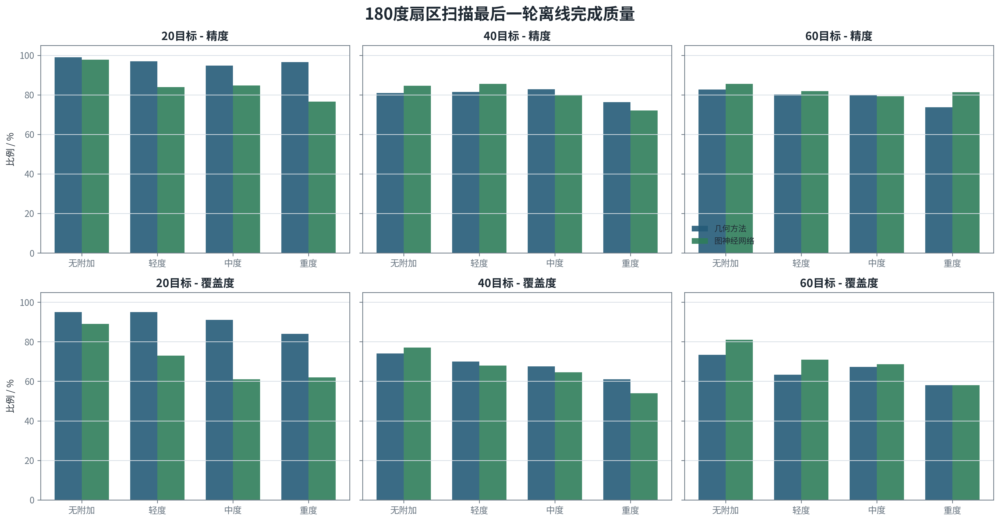 180度扇区扫描最后一轮离线完成质量
20目标 - 精度
40目标 - 精度
60目标 - 精度
比例 / %
100
80
60
40
20
0
无附加
轻度
中度
重度
无附加
轻度
中度
重度
几何方法
图神经网络
无附加
轻度
中度
重度
20目标 - 覆盖度
40目标 - 覆盖度
60目标 - 覆盖度
比例 / %
100
80
60
40
20
0
无附加
轻度
中度
重度
无附加
轻度
中度
重度
无附加
轻度
中度
重度